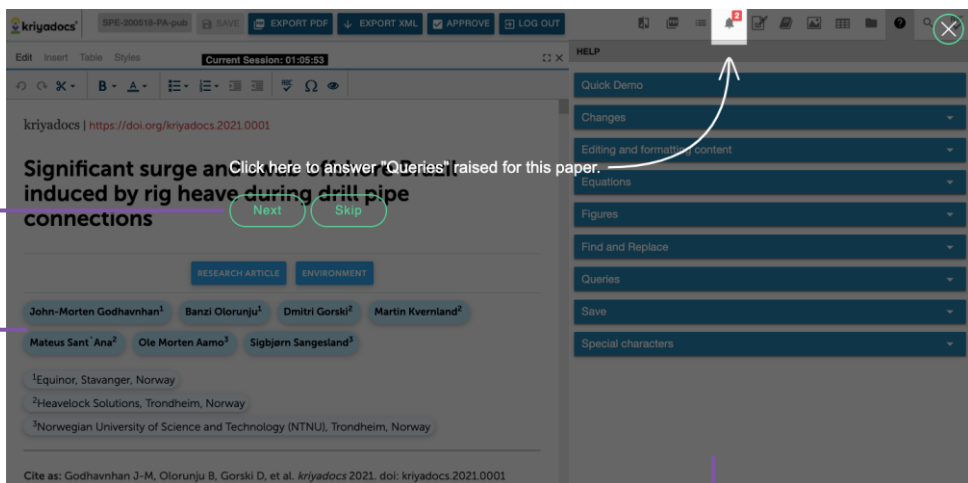 kriyadocs
SPE-200518-PA-pub
SAVE
EXPORT PDF
EXPORT XML
APPROVE
LOG OUT
2
Edit Insert Table Styles
Current Session: 01:05:53
HELP
B A ABC Ω
kriyadocs | https://doi.org/kriyadocs.2021.0001
Significant surge and
induced by rig heave during drill pipe
connections
Click here to answer "Queries" raised for this paper.
Next
Skip
RESEARCH ARTICLE
ENVIRONMENT
John-Morten Godhavnhan1 Banzi Olorunju1 Dmitri Gorski2 Martin Kvernland2
Mateus Sant`Ana2 Ole Morten Aamo3 Sigbjørn Sangesland3
1Equinor, Stavanger, Norway
2Heavelock Solutions, Trondheim, Norway
3Norwegian University of Science and Technology (NTNU), Trondheim, Norway
Cite as: Godhavnhan J-M, Olorunju B, Gorski D, et al. kriyadocs 2021. doi: kriyadocs.2021.0001
Quick Demo
Changes
Editing and formatting content
Equations
Figures
Find and Replace
Queries
Save
Special characters